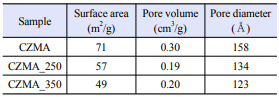 Sample Surface area Pore volume Pore diameter
(m²/g) (cm³/g) (Å)
CZMA 71 0.30 158
CZMA_250 57 0.19 134
CZMA_350 49 0.20 123